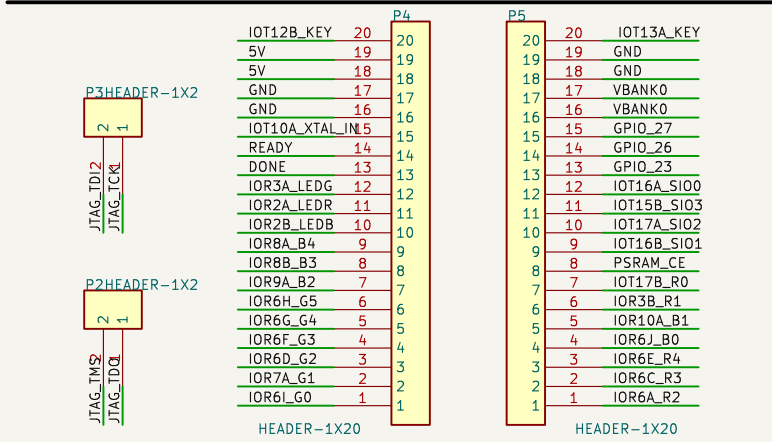 P4
P5
IOT12B_KEY 20 20
5V 19 19
5V 18 18
GND 17 17
GND 16 16
IOT10A_XTAL_IN 15 15
READY 14 14
DONE 13 13
IOR3A_LEDG 12 12
IOR2A_LEDR 11 11
IOR2B_LEDB 10 10
IOR8A_B4 9 9
IOR8B_B3 8 8
IOR9A_B2 7 7
IOR6H_G5 6 6
IOR6G_G4 5 5
IOR6F_G3 4 4
IOR6D_G2 3 3
IOR7A_G1 2 2
IOR6I_G0 1 1
HEADER-1X20
20 20 IOT13A_KEY
19 19 GND
18 18 GND
17 17 VBANK0
16 16 VBANK0
15 15 GPIO_27
14 14 GPIO_26
13 13 GPIO_23
12 12 IOT16A_SIO0
11 11 IOT15B_SIO3
10 10 IOT17A_SIO2
9 9 IOT16B_SIO1
8 8 PSRAM_CE
7 7 IOT17B_R0
6 6 IOR3B_R1
5 5 IOR10A_B1
4 4 IOR6J_B0
3 3 IOR6E_R4
2 2 IOR6C_R3
1 1 IOR6A_R2
HEADER-1X20
P3HEADER-1X2
2 1
2 1
JTAG_TDI
JTAG_TCK
P2HEADER-1X2
2 1
2 1
JTAG_TMS
JTAG_TDO